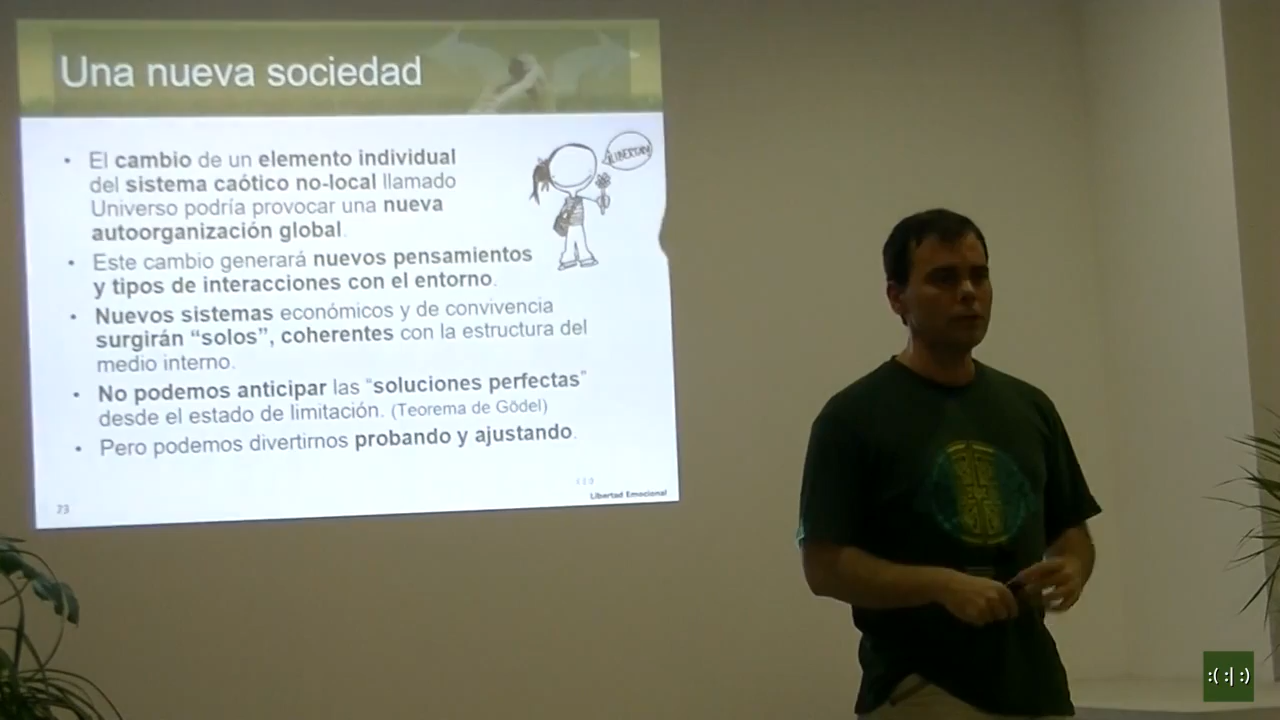 Una nueva sociedad
• El cambio de un elemento individual
del sistema caótico no-local llamado
Universo podría provocar una nueva
autoorganización global.
• Este cambio generará nuevos pensamientos
y tipos de interacciones con el entorno.
• Nuevos sistemas económicos y de convivencia
surgirán “solos”, coherentes con la estructura del
medio interno.
• No podemos anticipar las “soluciones perfectas”
desde el estado de limitación. (Teorema de Gödel)
• Pero podemos divertirnos probando y ajustando.
73
Libertad Emocional
:( :| :)